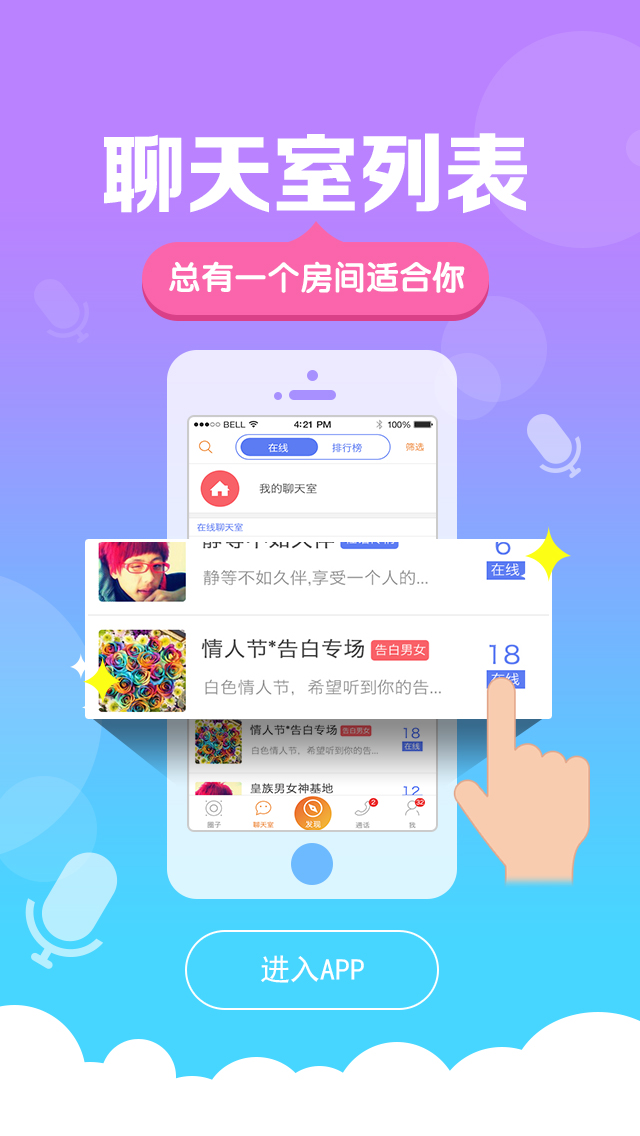 聊天室列表
总有一个房间适合你
BELL 4:21 PM 100%
在线 排行榜 筛选
我的聊天室
在线聊天室
静等不如久伴 6
静等不如久伴,享受一个人的... 在线
情人节*告白专场 告白男女 18
白色情人节，希望听到你的告... 在线
情人节*告白专场 告白男女 18
白色情人节，希望听到你的告... 在线
皇族男女神基地 12
2 32
圈子 聊天室 发现 通话 我
进入APP